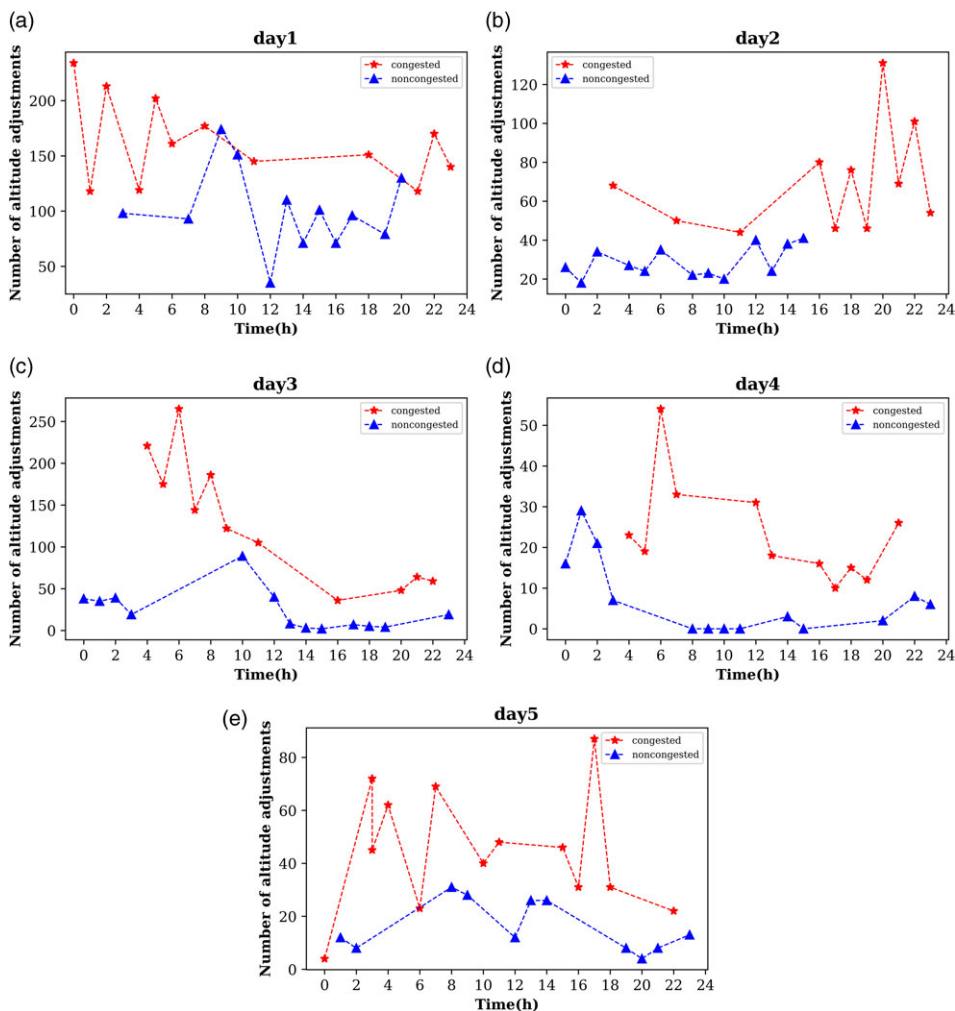 (a)
day1
congested
noncongested
Number of altitude adjustments
200
150
100
50
0 2 4 6 8 10 12 14 16 18 20 22 24
Time(h)
(b)
day2
congested
noncongested
Number of altitude adjustments
120
100
80
60
40
20
0 2 4 6 8 10 12 14 16 18 20 22 24
Time(h)
(c)
day3
congested
noncongested
Number of altitude adjustments
250
200
150
100
50
0
0 2 4 6 8 10 12 14 16 18 20 22 24
Time(h)
(d)
day4
congested
noncongested
Number of altitude adjustments
50
40
30
20
10
0
0 2 4 6 8 10 12 14 16 18 20 22 24
Time(h)
(e)
day5
congested
noncongested
Number of altitude adjustments
80
60
40
20
0
0 2 4 6 8 10 12 14 16 18 20 22 24
Time(h)